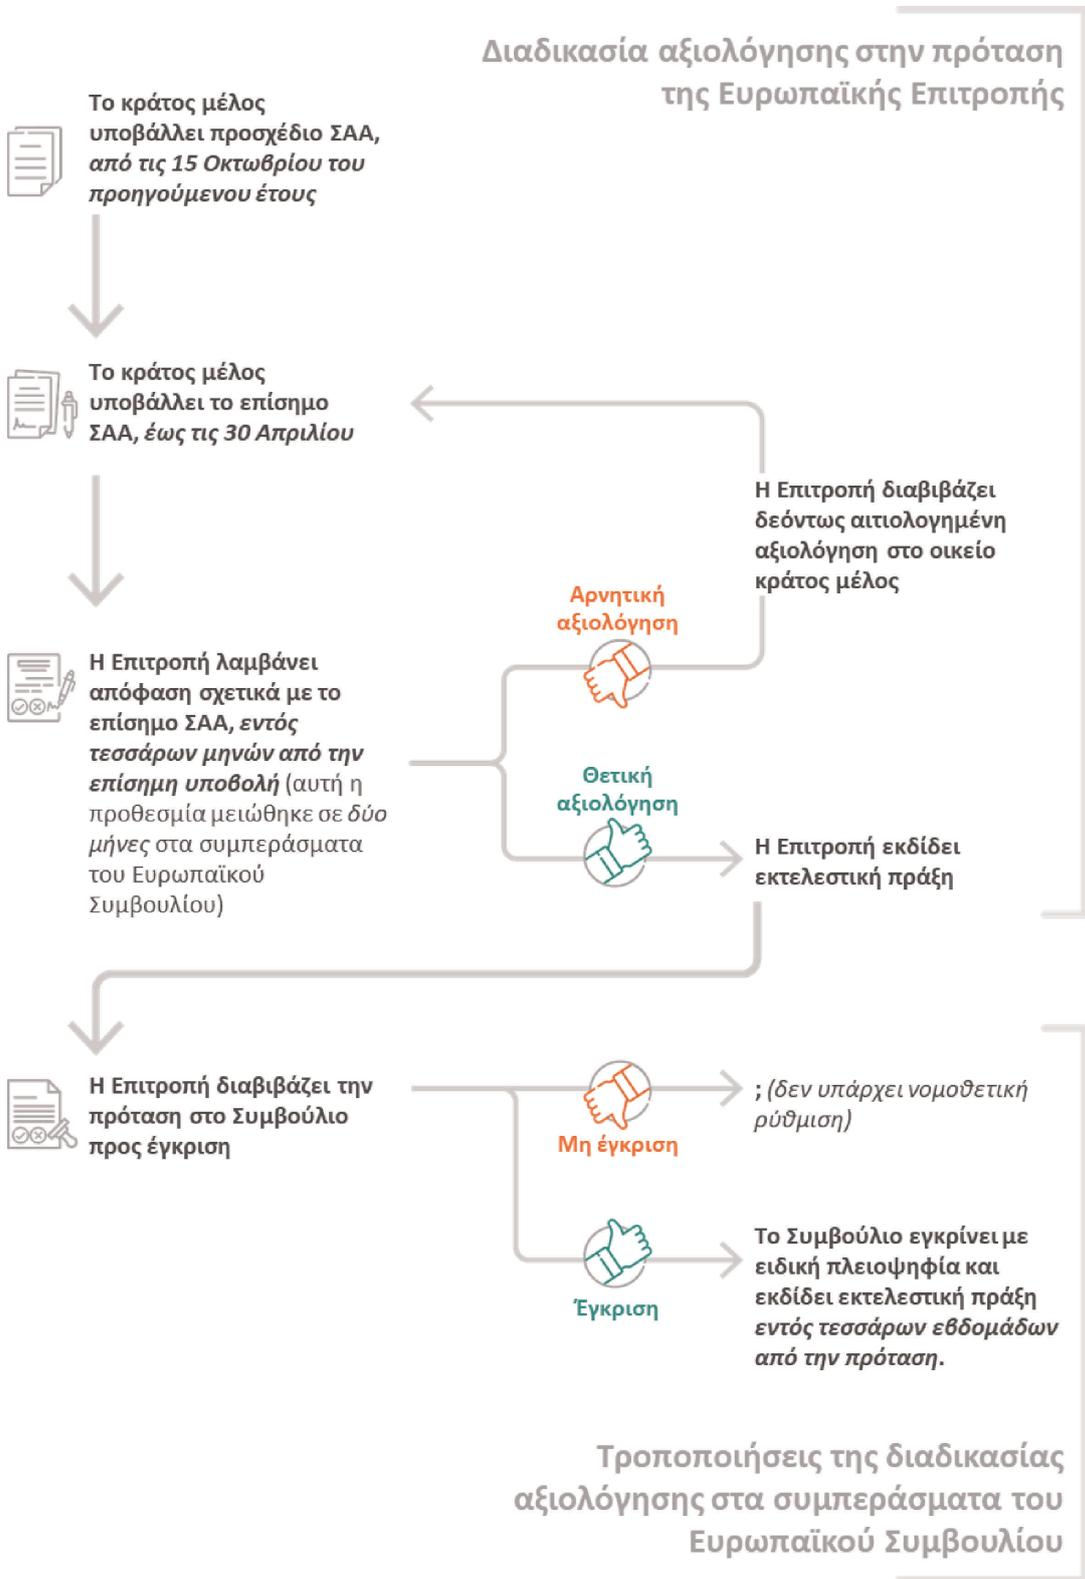 Διαδικασία αξιολόγησης στην πρόταση
της Ευρωπαϊκής Επιτροπής
Το κράτος μέλος
υποβάλλει προσχέδιο ΣΑΑ,
από τις 15 Οκτωβρίου του
προηγούμενου έτους
Το κράτος μέλος
υποβάλλει το επίσημο
ΣΑΑ, έως τις 30 Απριλίου
Η Επιτροπή διαβιβάζει
δεόντως αιτιολογημένη
αξιολόγηση στο οικείο
κράτος μέλος
Αρνητική
αξιολόγηση
Η Επιτροπή λαμβάνει
απόφαση σχετικά με το
επίσημο ΣΑΑ, εντός
τεσσάρων μηνών από την
επίσημη υποβολή (αυτή η
προθεσμία μειώθηκε σε δύο
μήνες στα συμπεράσματα
του Ευρωπαϊκού
Συμβουλίου)
Θετική
αξιολόγηση
Η Επιτροπή εκδίδει
εκτελεστική πράξη
Η Επιτροπή διαβιβάζει την
πρόταση στο Συμβούλιο
προς έγκριση
Μη έγκριση
; (δεν υπάρχει νομοθετική
ρύθμιση)
Έγκριση
Το Συμβούλιο εγκρίνει με
ειδική πλειοψηφία και
εκδίδει εκτελεστική πράξη
εντός τεσσάρων εβδομάδων
από την πρόταση.
Τροποποιήσεις της διαδικασίας
αξιολόγησης στα συμπεράσματα του
Ευρωπαϊκού Συμβουλίου